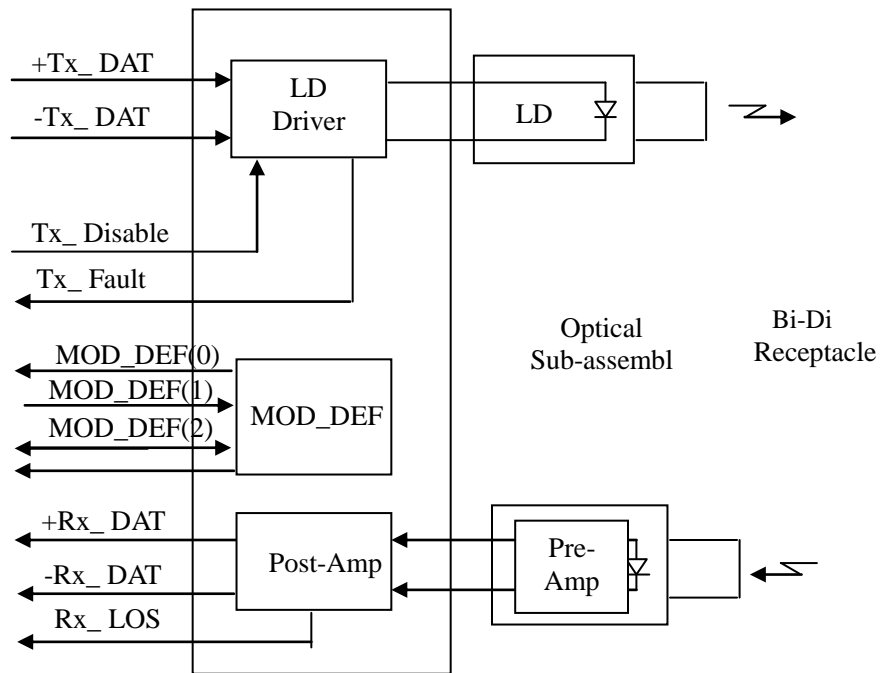 +Tx_ DAT
-Tx_ DAT
LD
Driver
LD
Tx_ Disable
Tx_ Fault
Optical
Sub-assembl
Bi-Di
Receptacle
MOD_DEF(0)
MOD_DEF(1)
MOD_DEF(2)
MOD_DEF
+Rx_ DAT
-Rx_ DAT
Rx_ LOS
Post-Amp
Pre-
Amp